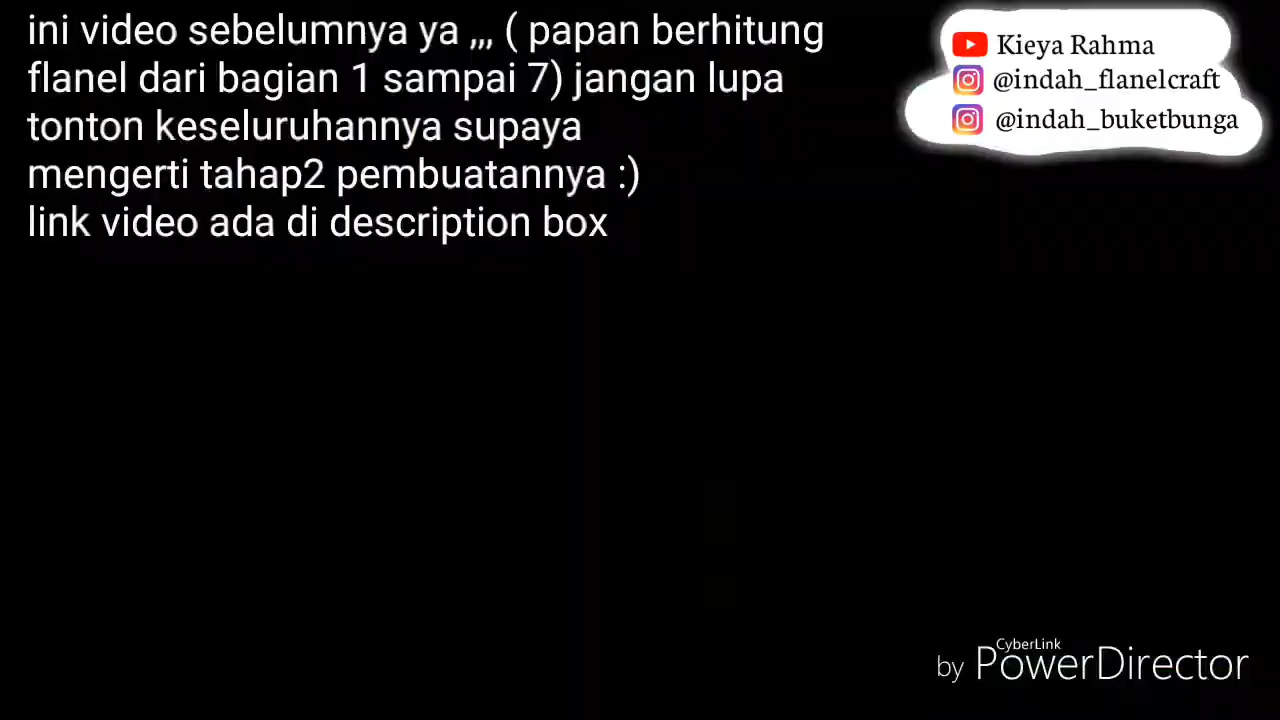 ini video sebelumnya ya ,,, ( papan berhitung
flanel dari bagian 1 sampai 7) jangan lupa
tonton keseluruhannya supaya
mengerti tahap2 pembuatannya :)
link video ada di description box
Kieya Rahma
@indah_flanelcraft
@indah_buketbunga
CyberLink
by PowerDirector